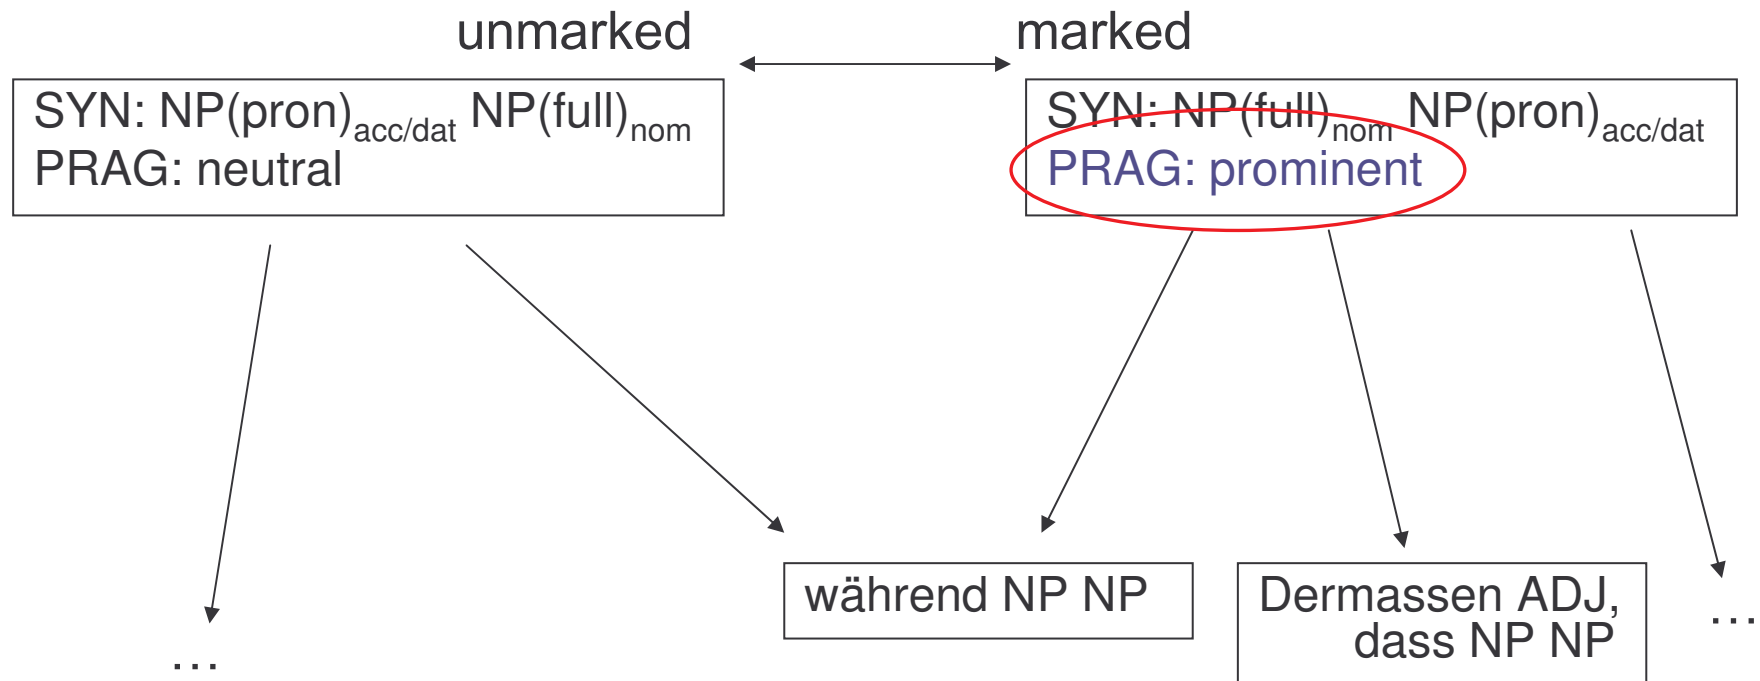 unmarked
marked
SYN: NP(pron)acc/dat NP(full)nom
PRAG: neutral
SYN: NP(full)nom NP(pron)acc/dat
PRAG: prominent
während NP NP
Dermassen ADJ,
dass NP NP
…
…